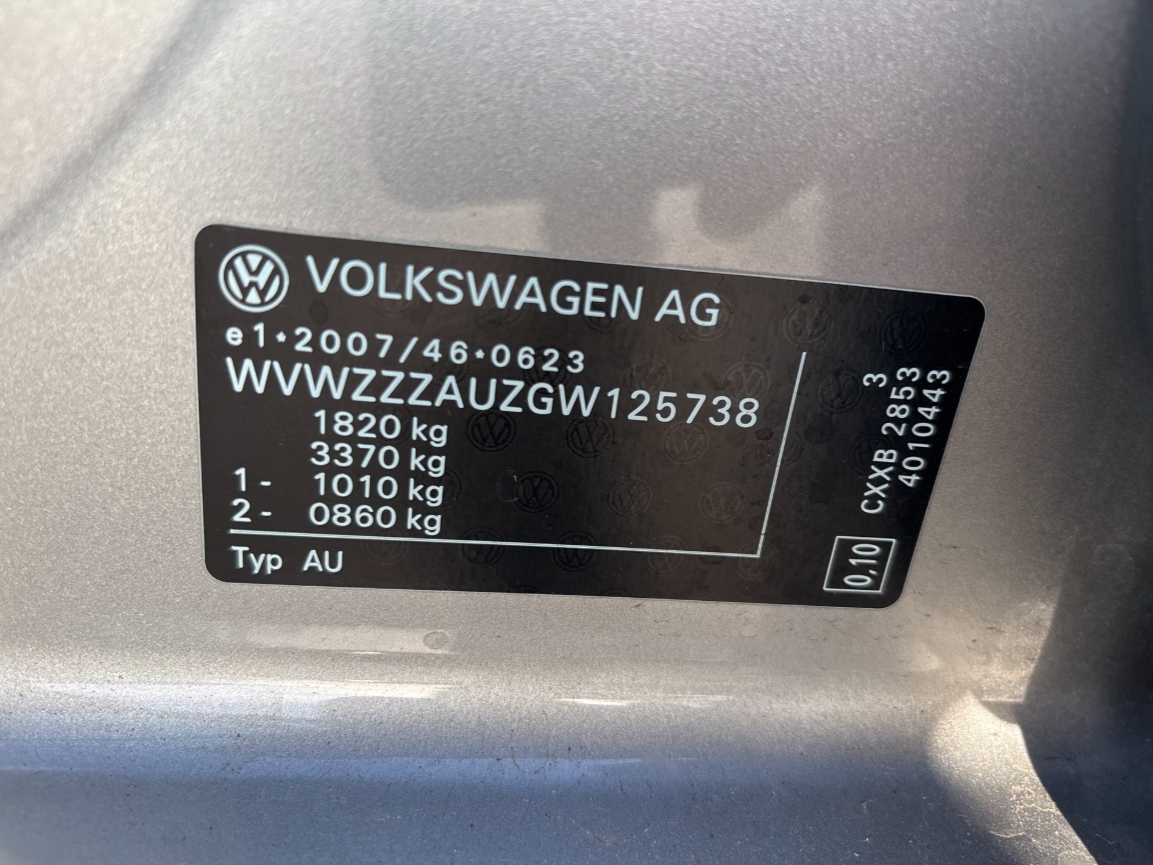 VOLKSWAGEN AG
e1*2007/46*0623
WVWZZZAUZGW125738
1820 kg
3370 kg
1- 1010 kg
2- 0860 kg
Typ AU
3
CXXB 2853
4010443
0,10